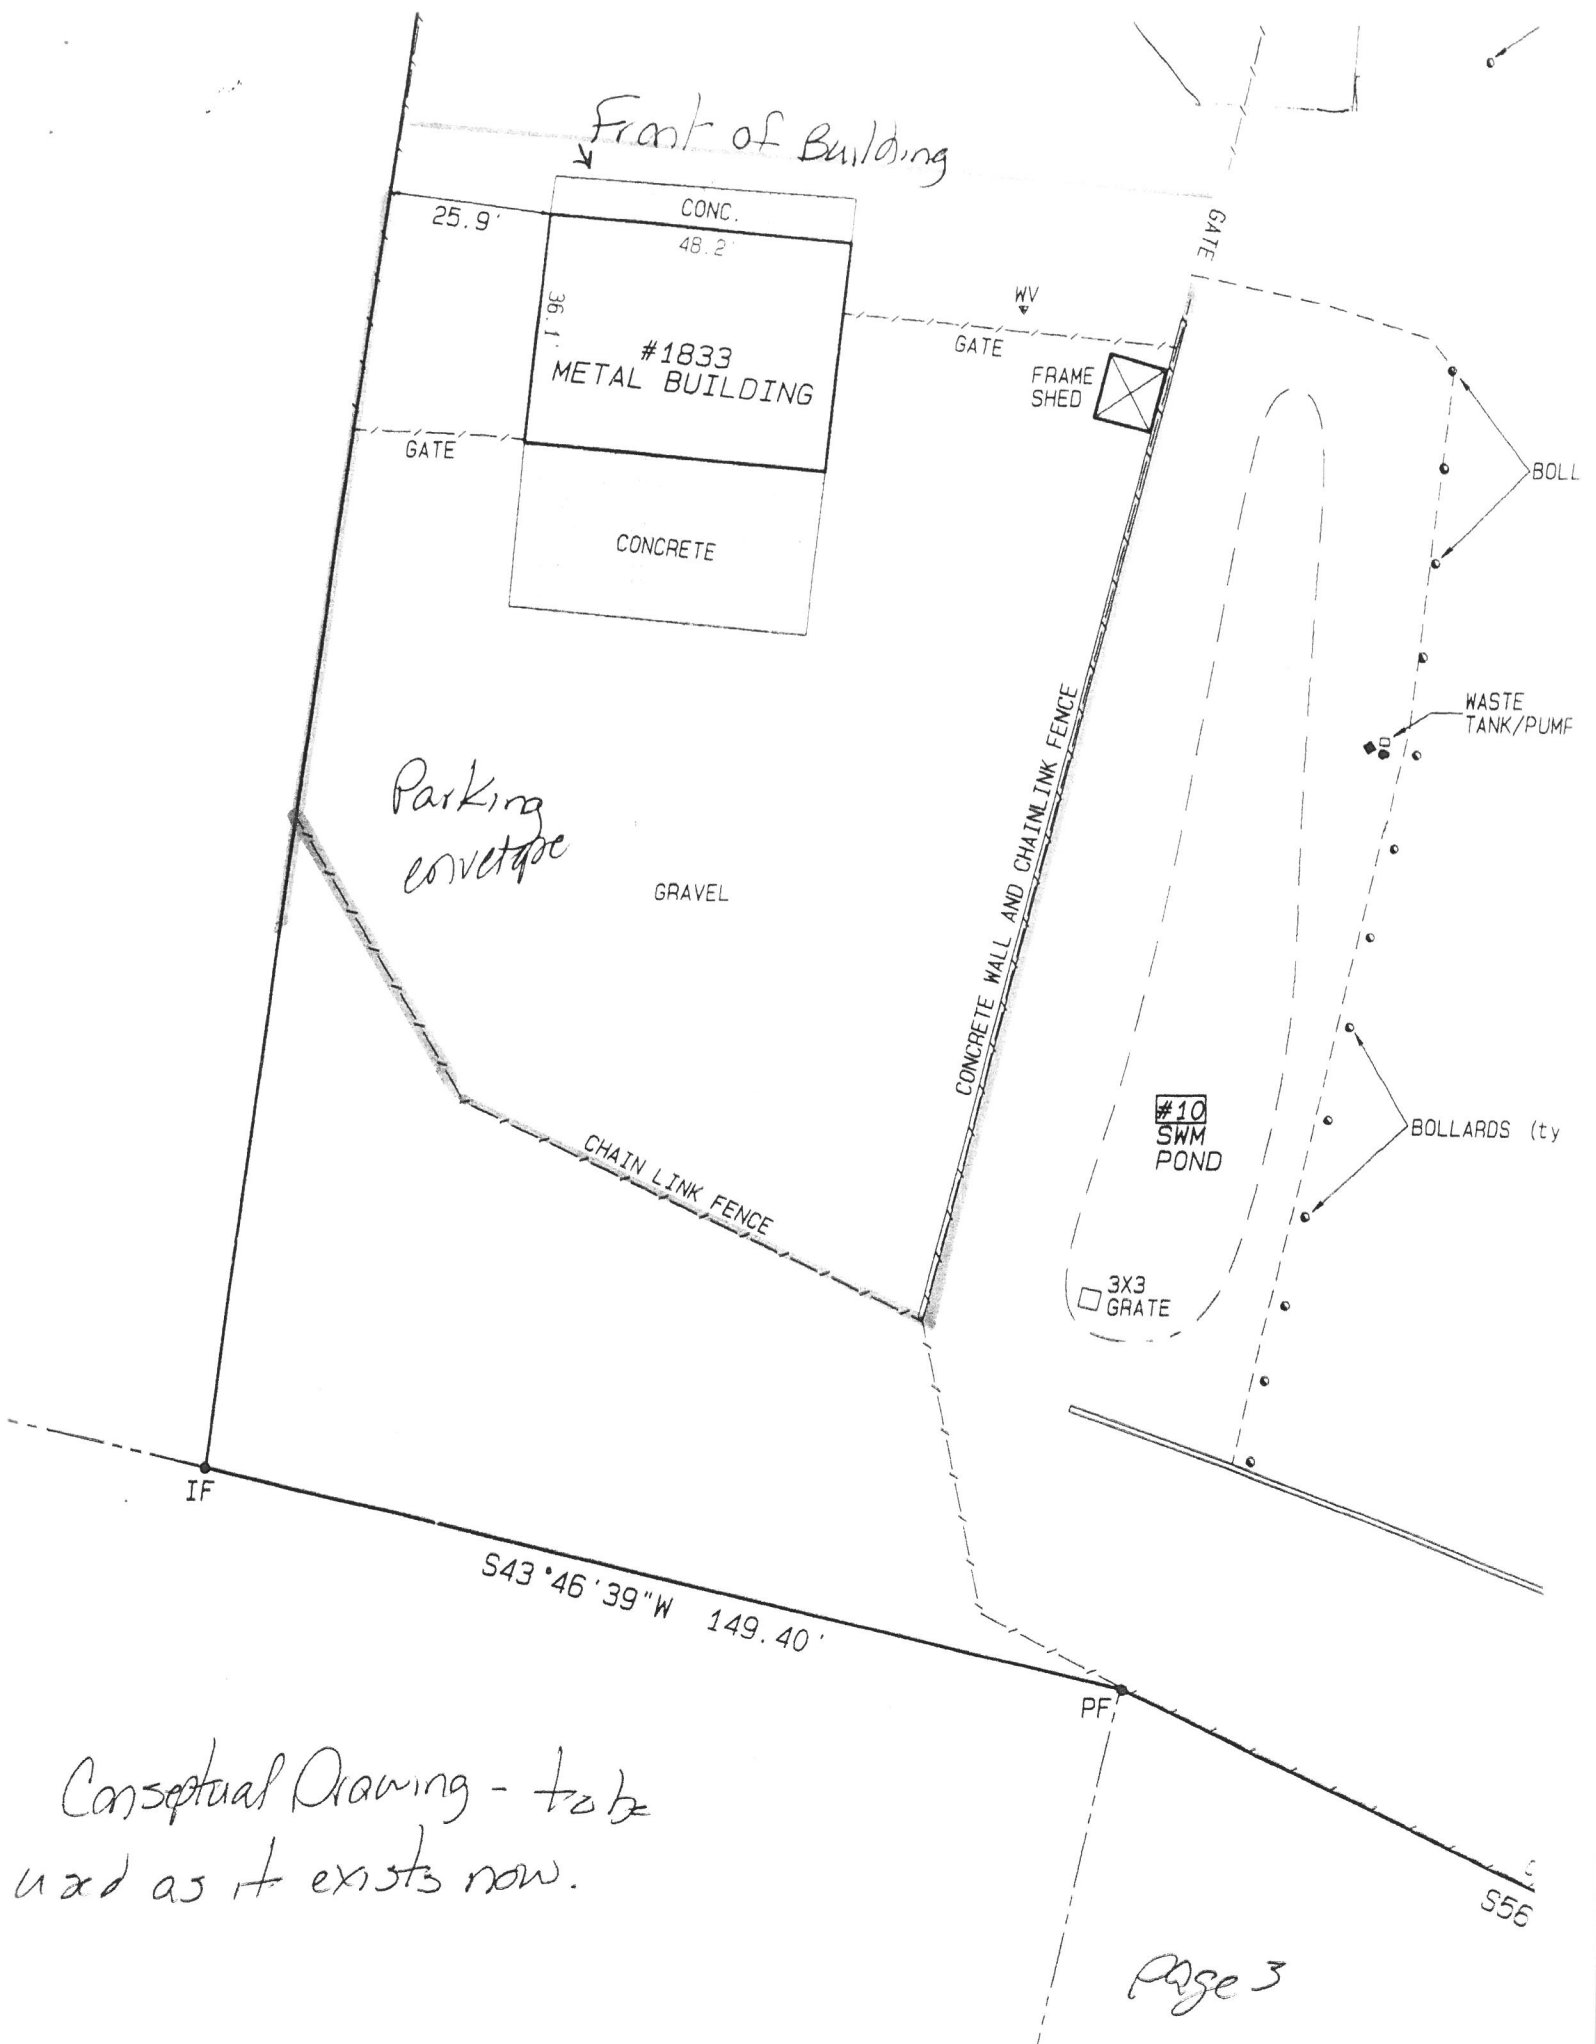 Front of Building
CONC.
25.9'
48.2'
36.1'
GATE
WV
#1833
METAL BUILDING
GATE
FRAME
SHED
GATE
BOLL
CONCRETE
WASTE
TANK/PUMP
CONCRETE WALL AND CHAINLINK FENCE
Parking
envelope
GRAVEL
#10
SWM
POND
BOLLARDS (ty
CHAIN LINK FENCE
3X3
GRATE
IF
S43°46'39"W 149.40'
PF
Conseptual Drawing - to be
used as it exists now.
S56
page 3